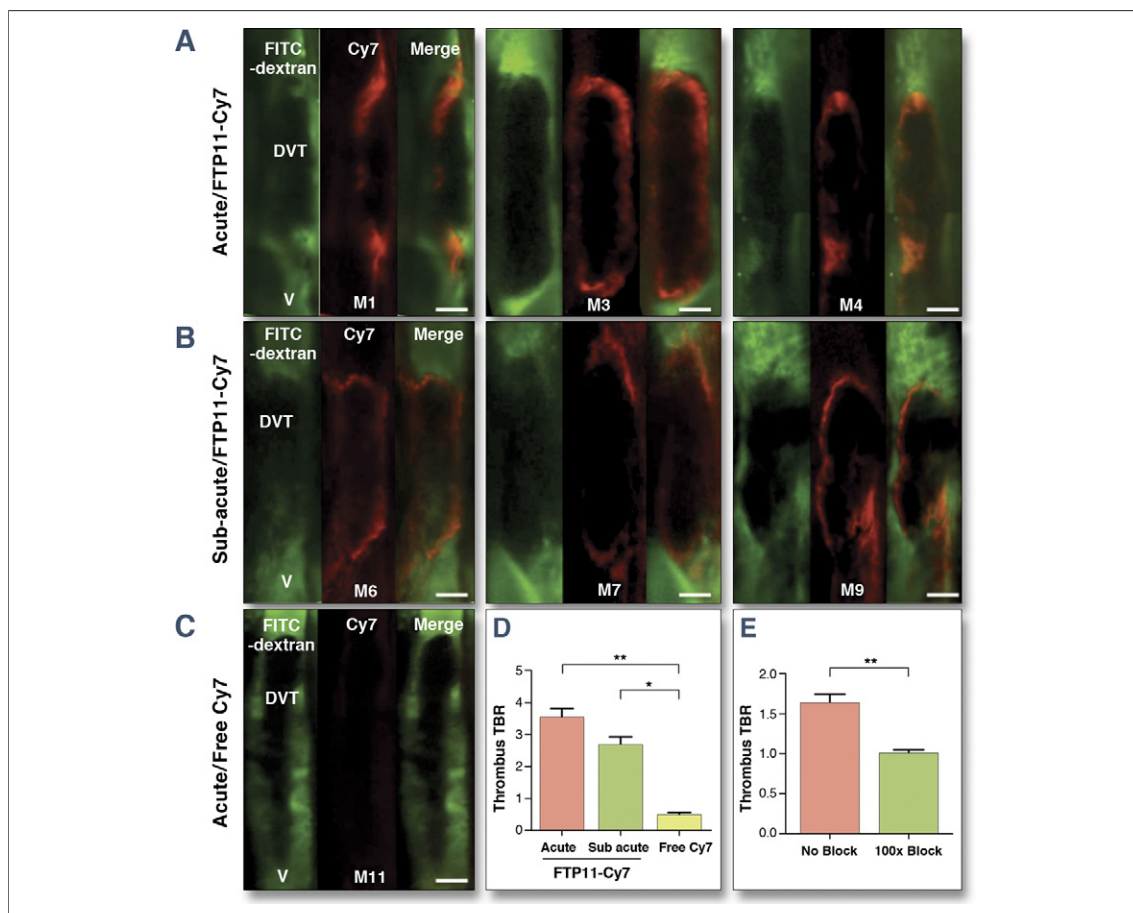 A
Acute/FTP11-Cy7
FITC
-dextran
Cy7
Merge
DVT
V
M1
M3
M4
B
Sub-acute/FTP11-Cy7
FITC
-dextran
Cy7
Merge
DVT
V
M6
M7
M9
C
Acute/Free Cy7
FITC
-dextran
Cy7
Merge
DVT
V
M11
D
Thrombus TBR
5
4
3
2
1
0
**
*
Acute
Sub acute
Free Cy7
FTP11-Cy7
E
Thrombus TBR
2.0
1.5
1.0
0.5
0.0
**
No Block
100x Block